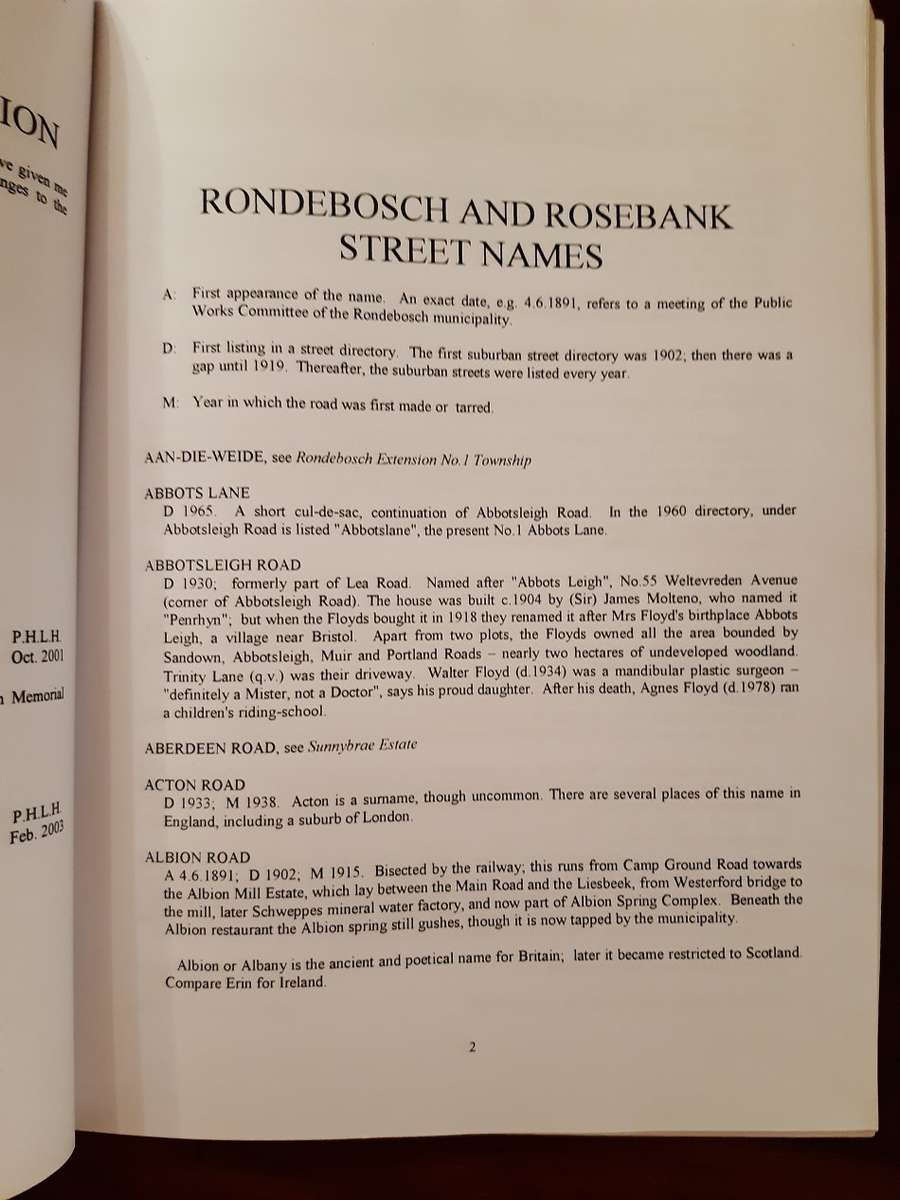 ION
ve given me
nges to the
P.H.L.H.
Oct. 2001
Memorial
P.H.L.H.
Feb. 2003
RONDEBOSCH AND ROSEBANK
STREET NAMES
A: First appearance of the name. An exact date, e.g. 4.6.1891, refers to a meeting of the Public
Works Committee of the Rondebosch municipality.
D: First listing in a street directory. The first suburban street directory was 1902; then there was a
gap until 1919. Thereafter, the suburban streets were listed every year.
M: Year in which the road was first made or tarred.
AAN-DIE-WEIDE, see Rondebosch Extension No.1 Township
ABBOTS LANE
D 1965. A short cul-de-sac, continuation of Abbotsleigh Road. In the 1960 directory, under
Abbotsleigh Road is listed "Abbotslane", the present No.1 Abbots Lane.
ABBOTSLEIGH ROAD
D 1930; formerly part of Lea Road. Named after "Abbots Leigh", No.55 Weltevreden Avenue
(corner of Abbotsleigh Road). The house was built c.1904 by (Sir) James Molteno, who named it
"Penrhyn"; but when the Floyds bought it in 1918 they renamed it after Mrs Floyd's birthplace Abbots
Leigh, a village near Bristol. Apart from two plots, the Floyds owned all the area bounded by
Sandown, Abbotsleigh, Muir and Portland Roads – nearly two hectares of undeveloped woodland.
Trinity Lane (q.v.) was their driveway. Walter Floyd (d.1934) was a mandibular plastic surgeon –
"definitely a Mister, not a Doctor", says his proud daughter. After his death, Agnes Floyd (d.1978) ran
a children's riding-school.
ABERDEEN ROAD, see Sunnybrae Estate
ACTON ROAD
D 1933; M 1938. Acton is a surname, though uncommon. There are several places of this name in
England, including a suburb of London.
ALBION ROAD
A 4.6.1891; D 1902; M 1915. Bisected by the railway; this runs from Camp Ground Road towards
the Albion Mill Estate, which lay between the Main Road and the Liesbeek, from Westerford bridge to
the mill, later Schweppes mineral water factory, and now part of Albion Spring Complex. Beneath the
Albion restaurant the Albion spring still gushes, though it is now tapped by the municipality.
Albion or Albany is the ancient and poetical name for Britain; later it became restricted to Scotland.
Compare Erin for Ireland.
2